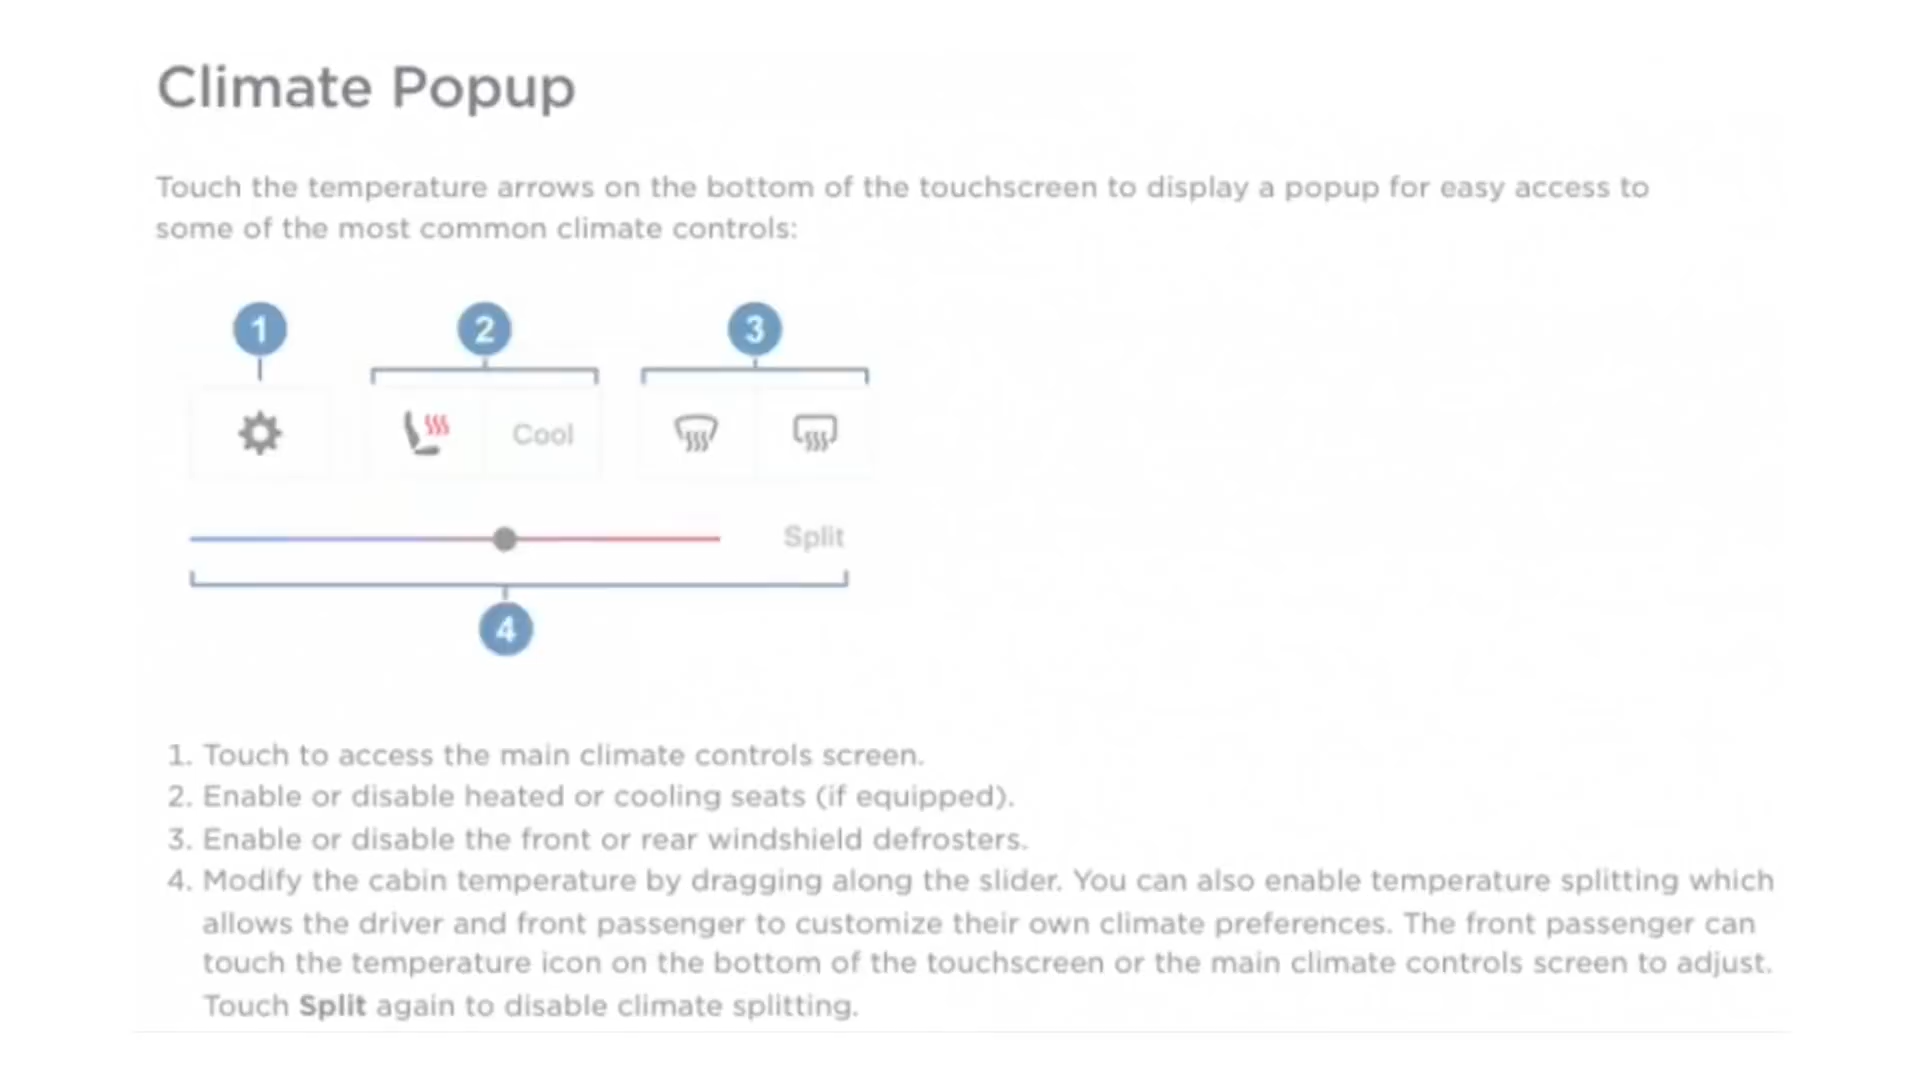 Climate Popup
Touch the temperature arrows on the bottom of the touchscreen to display a popup for easy access to
some of the most common climate controls:
1
2
3
Cool
Split
4
1. Touch to access the main climate controls screen.
2. Enable or disable heated or cooling seats (if equipped).
3. Enable or disable the front or rear windshield defrosters.
4. Modify the cabin temperature by dragging along the slider. You can also enable temperature splitting which
allows the driver and front passenger to customize their own climate preferences. The front passenger can
touch the temperature icon on the bottom of the touchscreen or the main climate controls screen to adjust.
Touch Split again to disable climate splitting.